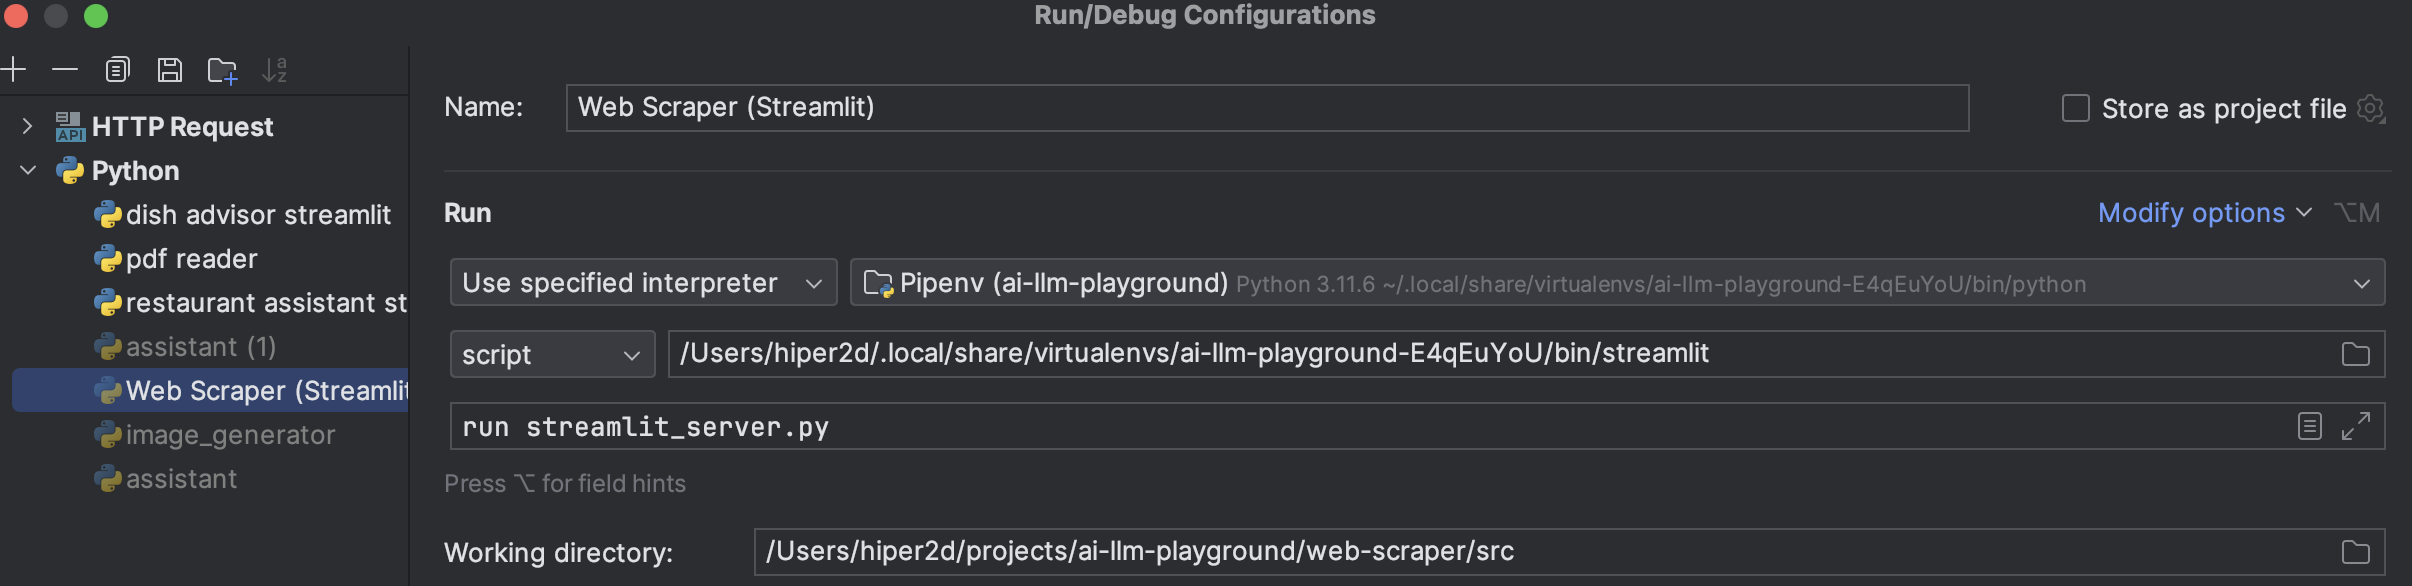 Run/Debug Configurations
a
z
API HTTP Request
Python
dish advisor streamlit
pdf reader
restaurant assistant st
assistant (1)
Web Scraper (Streamlit
image_generator
assistant
Name: Web Scraper (Streamlit)
Store as project file
Run
Modify options ⌥M
Use specified interpreter
Pipenv (ai-llm-playground) Python 3.11.6 ~/.local/share/virtualenvs/ai-llm-playground-E4qEuYoU/bin/python
script
/Users/hiper2d/.local/share/virtualenvs/ai-llm-playground-E4qEuYoU/bin/streamlit
run streamlit_server.py
Press ⌥ for field hints
Working directory: /Users/hiper2d/projects/ai-llm-playground/web-scraper/src